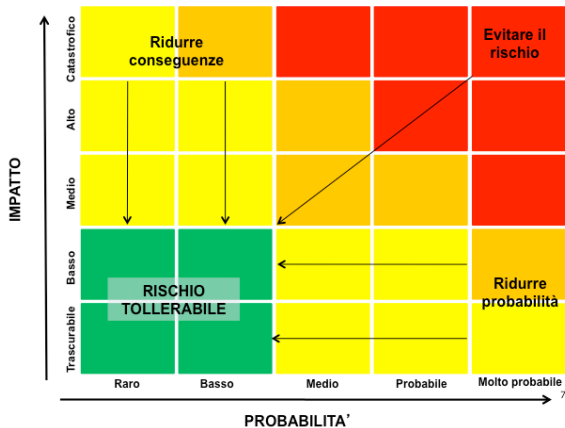 IMPATTO
Catastrofico
Alto
Medio
Basso
Trascurabile
Ridurre
conseguenze
Evitare il
rischio
RISCHIO
TOLLERABILE
Ridurre
probabilità
Raro
Basso
Medio
Probabile
Molto probabile
7
PROBABILITA’